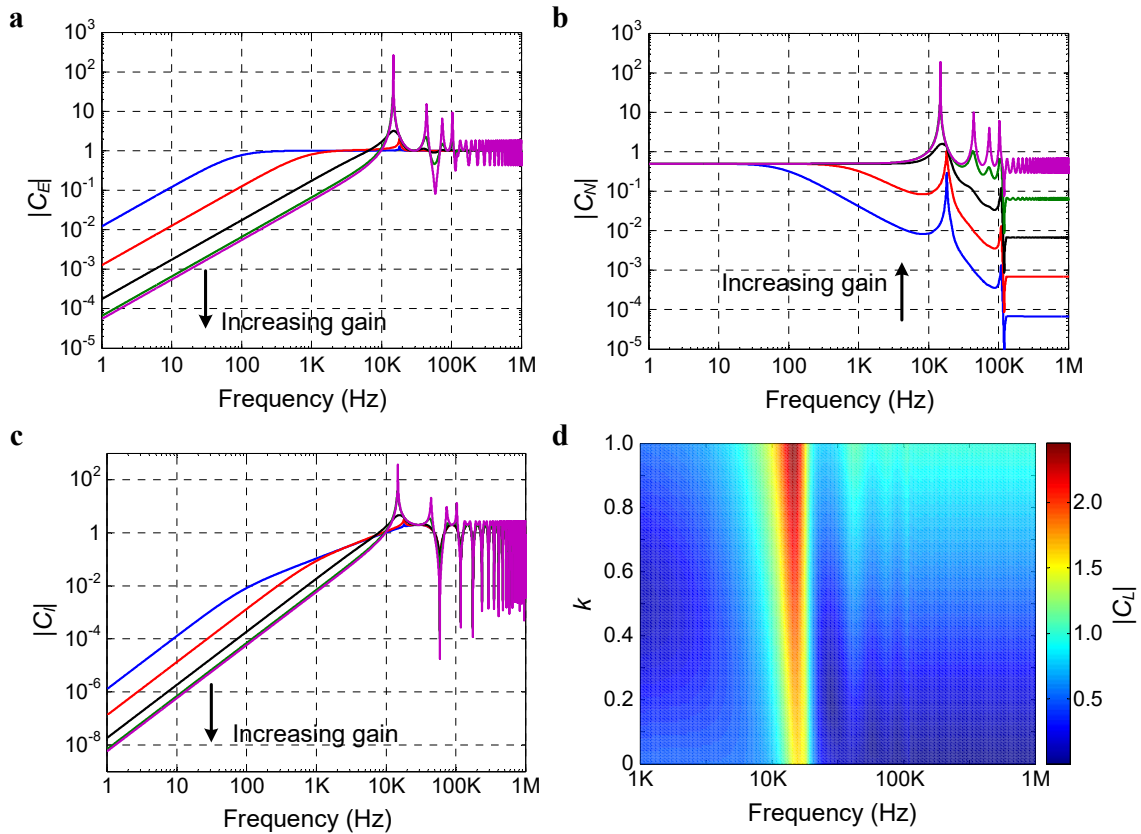 a
|C_E|
10^3
10^2
10^1
1
10^-1
10^-2
10^-3
10^-4
10^-5
Increasing gain
1 10 100 1K 10K 100K 1M
Frequency (Hz)
b
|C_N|
10^3
10^2
10^1
1
10^-1
10^-2
10^-3
10^-4
10^-5
Increasing gain
1 10 100 1K 10K 100K 1M
Frequency (Hz)
c
|C_i|
10^2
1
10^-2
10^-4
10^-6
10^-8
Increasing gain
1 10 100 1K 10K 100K 1M
Frequency (Hz)
d
k
1.0
0.8
0.6
0.4
0.2
0
1K 10K 100K 1M
Frequency (Hz)
2.0
1.5
1.0
0.5
|C_L|